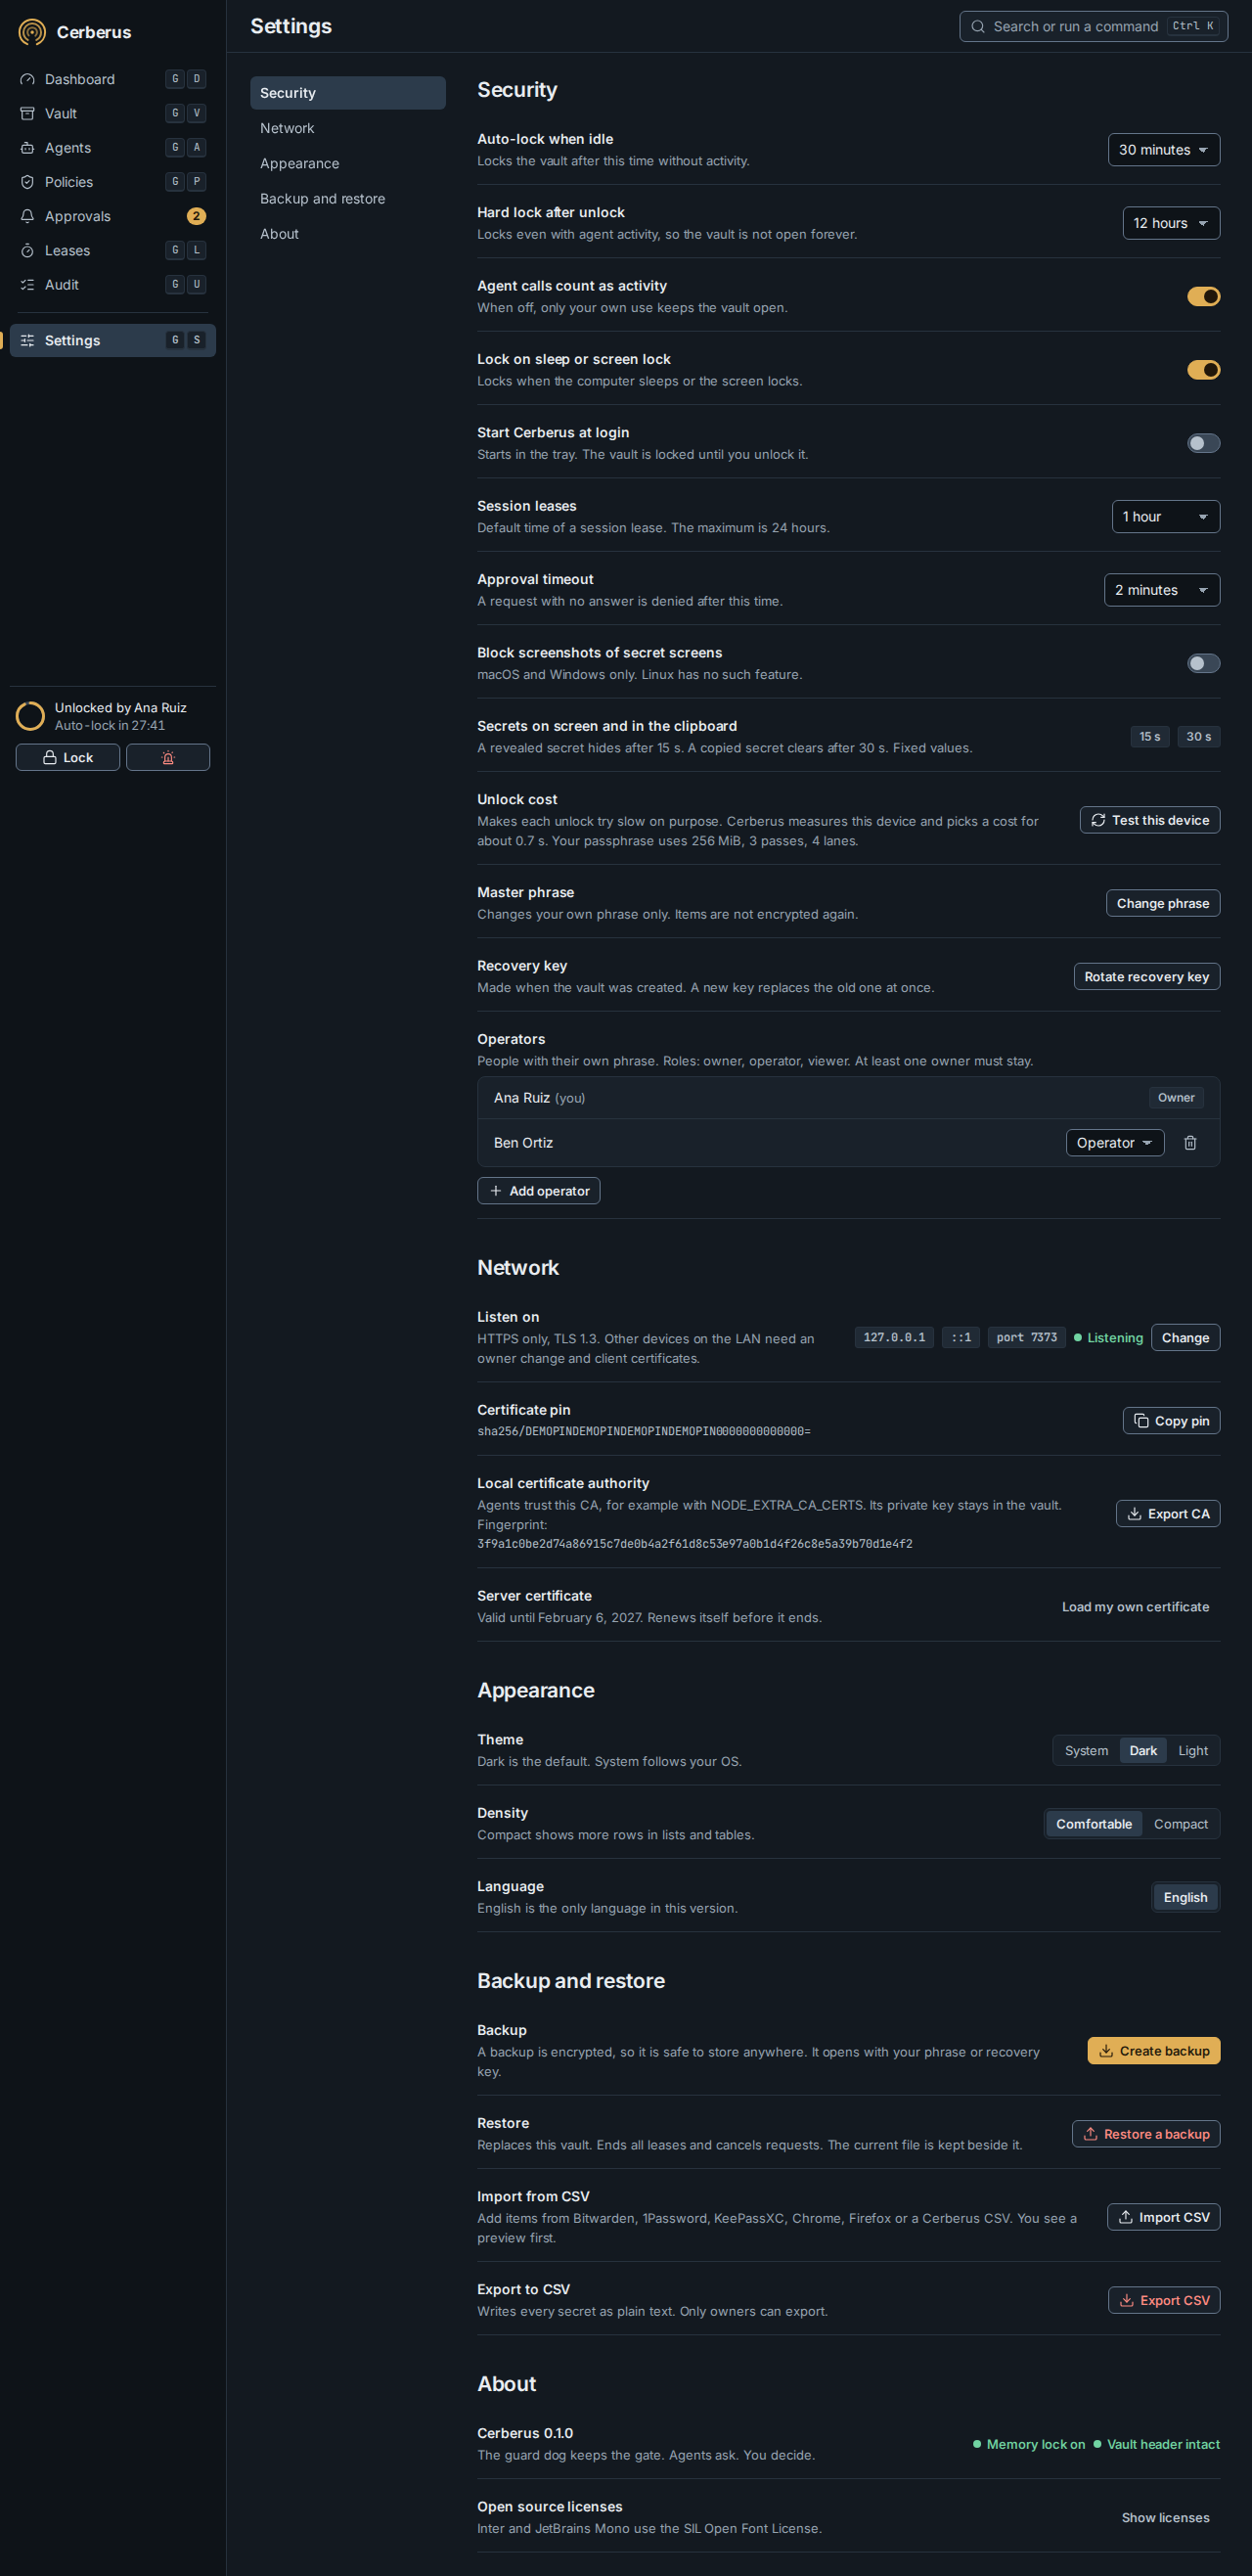 Cerberus
Dashboard G D
Vault G V
Agents G A
Policies G P
Approvals 2
Leases G L
Audit G U
Settings G S
Unlocked by Ana Ruiz
Auto-lock in 27:41
Lock
Settings
Search or run a command Ctrl K
Security
Network
Appearance
Backup and restore
About
Security
Auto-lock when idle
Locks the vault after this time without activity.
30 minutes
Hard lock after unlock
Locks even with agent activity, so the vault is not open forever.
12 hours
Agent calls count as activity
When off, only your own use keeps the vault open.
Lock on sleep or screen lock
Locks when the computer sleeps or the screen locks.
Start Cerberus at login
Starts in the tray. The vault is locked until you unlock it.
Session leases
Default time of a session lease. The maximum is 24 hours.
1 hour
Approval timeout
A request with no answer is denied after this time.
2 minutes
Block screenshots of secret screens
macOS and Windows only. Linux has no such feature.
Secrets on screen and in the clipboard
A revealed secret hides after 15 s. A copied secret clears after 30 s. Fixed values.
15 s 30 s
Unlock cost
Makes each unlock try slow on purpose. Cerberus measures this device and picks a cost for
about 0.7 s. Your passphrase uses 256 MiB, 3 passes, 4 lanes.
Test this device
Master phrase
Changes your own phrase only. Items are not encrypted again.
Change phrase
Recovery key
Made when the vault was created. A new key replaces the old one at once.
Rotate recovery key
Operators
People with their own phrase. Roles: owner, operator, viewer. At least one owner must stay.
Ana Ruiz (you) Owner
Ben Ortiz Operator
Add operator
Network
Listen on
HTTPS only, TLS 1.3. Other devices on the LAN need an
owner change and client certificates.
127.0.0.1 ::1 port 7373 Listening Change
Certificate pin
sha256/DEMOPINDEMOPINDEMOPINDEMOPIN0000000000000=
Copy pin
Local certificate authority
Agents trust this CA, for example with NODE_EXTRA_CA_CERTS. Its private key stays in the vault.
Fingerprint:
3f9a1c0be2d74a86915c7de0b4a2f61d8c53e97a0b1d4f26c8e5a39b70d1e4f2
Export CA
Server certificate
Valid until February 6, 2027. Renews itself before it ends.
Load my own certificate
Appearance
Theme
Dark is the default. System follows your OS.
System Dark Light
Density
Compact shows more rows in lists and tables.
Comfortable Compact
Language
English is the only language in this version.
English
Backup and restore
Backup
A backup is encrypted, so it is safe to store anywhere. It opens with your phrase or recovery
key.
Create backup
Restore
Replaces this vault. Ends all leases and cancels requests. The current file is kept beside it.
Restore a backup
Import from CSV
Add items from Bitwarden, 1Password, KeePassXC, Chrome, Firefox or a Cerberus CSV. You see a
preview first.
Import CSV
Export to CSV
Writes every secret as plain text. Only owners can export.
Export CSV
About
Cerberus 0.1.0
The guard dog keeps the gate. Agents ask. You decide.
Memory lock on Vault header intact
Open source licenses
Inter and JetBrains Mono use the SIL Open Font License.
Show licenses